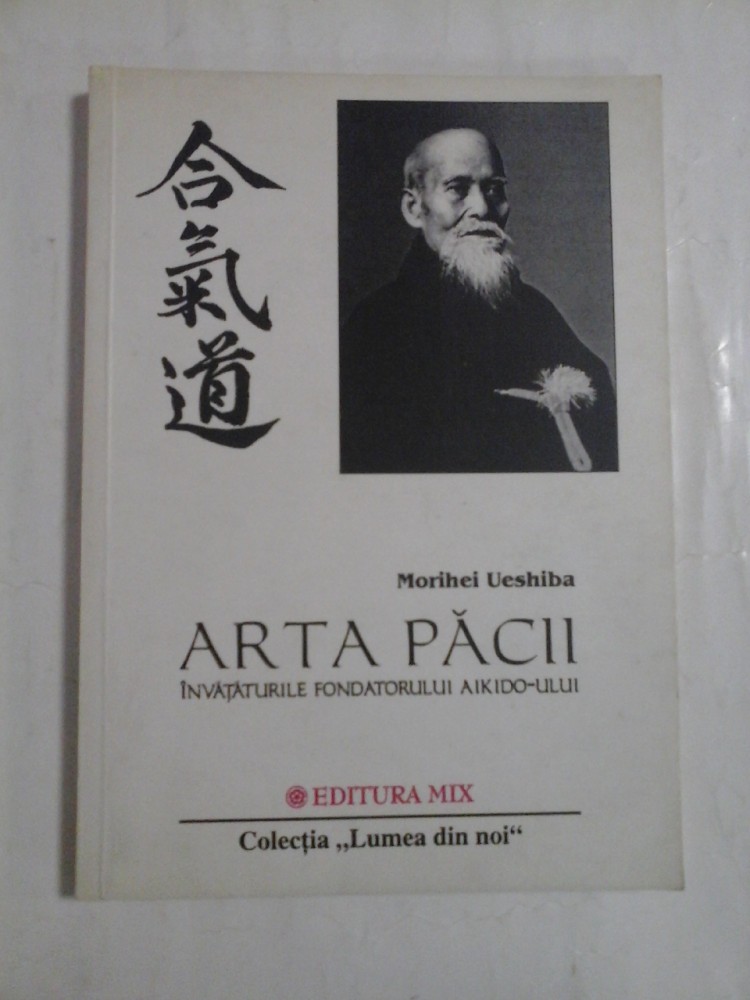 合
氣
道
Morihei Ueshiba
ARTA PĂCII
ÎNVĂȚĂTURILE FONDATORULUI AIKIDO-ULUI
EDITURA MIX
Colecția „Lumea din noi“